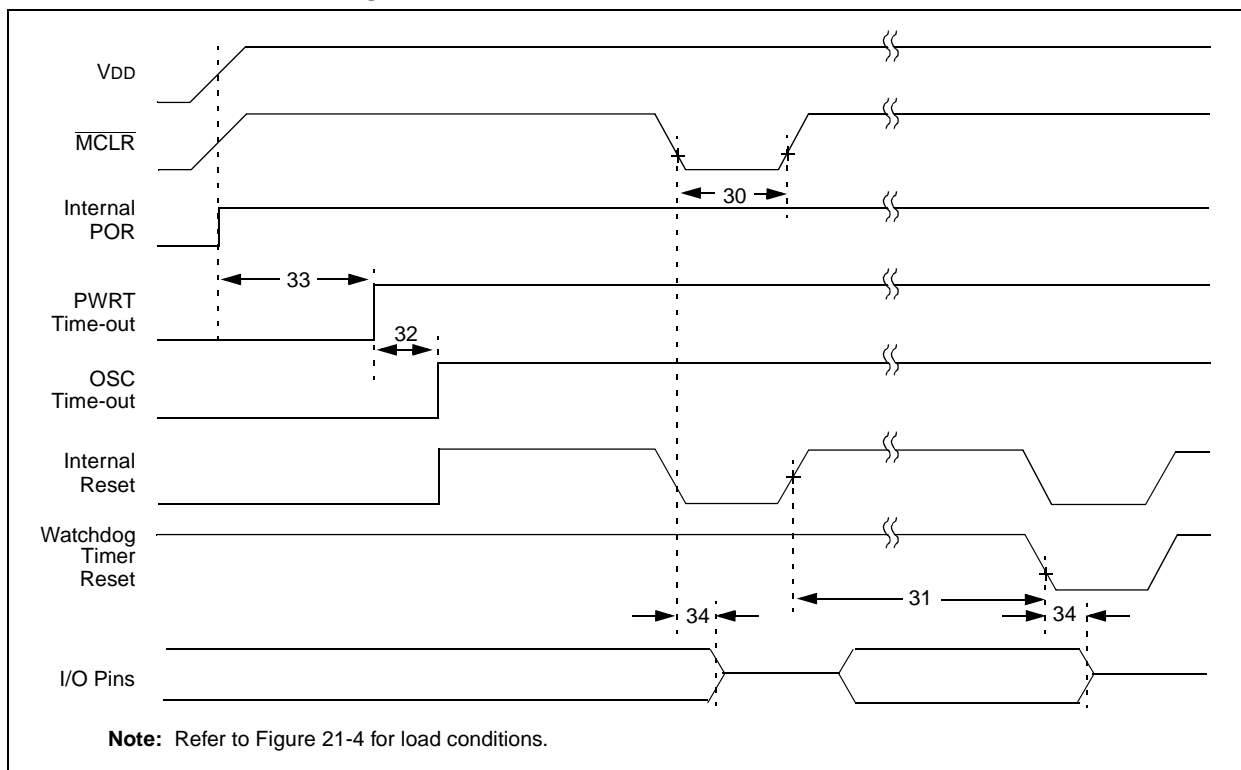 VDD
MCLR
30
Internal
POR
33
PWRT
Time-out
32
OSC
Time-out
Internal
Reset
Watchdog
Timer
Reset
31
34
34
I/O Pins
Note: Refer to Figure 21-4 for load conditions.